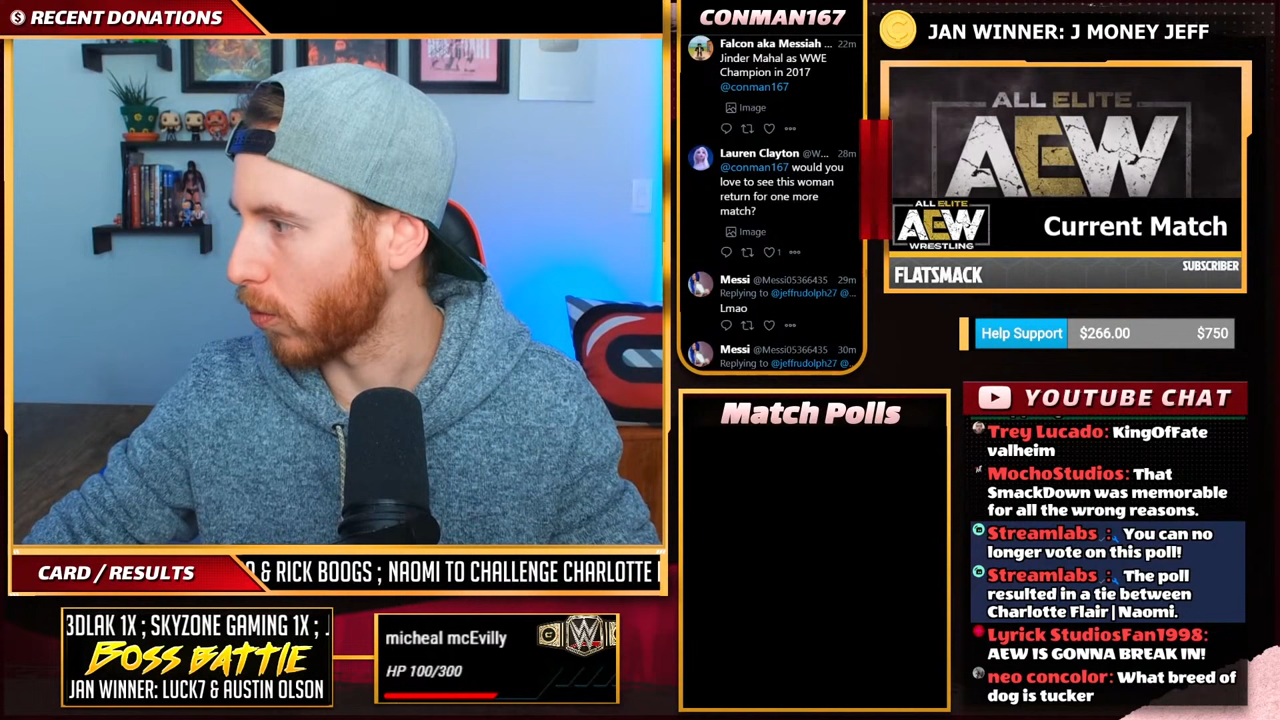 RECENT DONATIONS
CONMAN167
Falcon aka Messiah ... 22m
Jinder Mahal as WWE
Champion in 2017
@conman167
Image
Lauren Clayton @W... 28m
@conman167 would you
love to see this woman
return for one more
match?
Image
1
Messi @Messi05366435 29m
Replying to @jeffrudolph27 @...
Lmao
Messi @Messi05366435 30m
Replying to @jeffrudolph27 @...
JAN WINNER: J MONEY JEFF
ALL ELITE
AEW
ALL ELITE
AEW
WRESTLING
Current Match
FLATSMACK
SUBSCRIBER
Help Support $266.00 $750
Match Polls
YOUTUBE CHAT
Trey Lucado: KingOfFate
valheim
MochoStudios: That
SmackDown was memorable
for all the wrong reasons.
Streamlabs : You can no
longer vote on this poll!
Streamlabs : The poll
resulted in a tie between
Charlotte Flair | Naomi.
Lyrick StudiosFan1998:
AEW IS GONNA BREAK IN!
neo concolor: What breed of
dog is tucker
CARD / RESULTS
& RICK BOOGS ; NAOMI TO CHALLENGE CHARLOTTE
3DLAK 1X ; SKYZONE GAMING 1X ;
BOSS BATTLE
JAN WINNER: LUCK7 & AUSTIN OLSON
micheal mcEvilly
HP 100/300